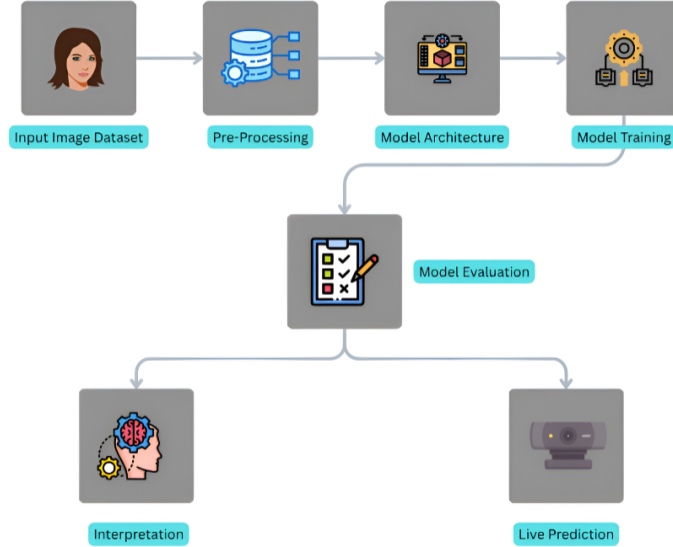 Input Image Dataset
Pre-Processing
Model Architecture
Model Training
Model Evaluation
Interpretation
Live Prediction